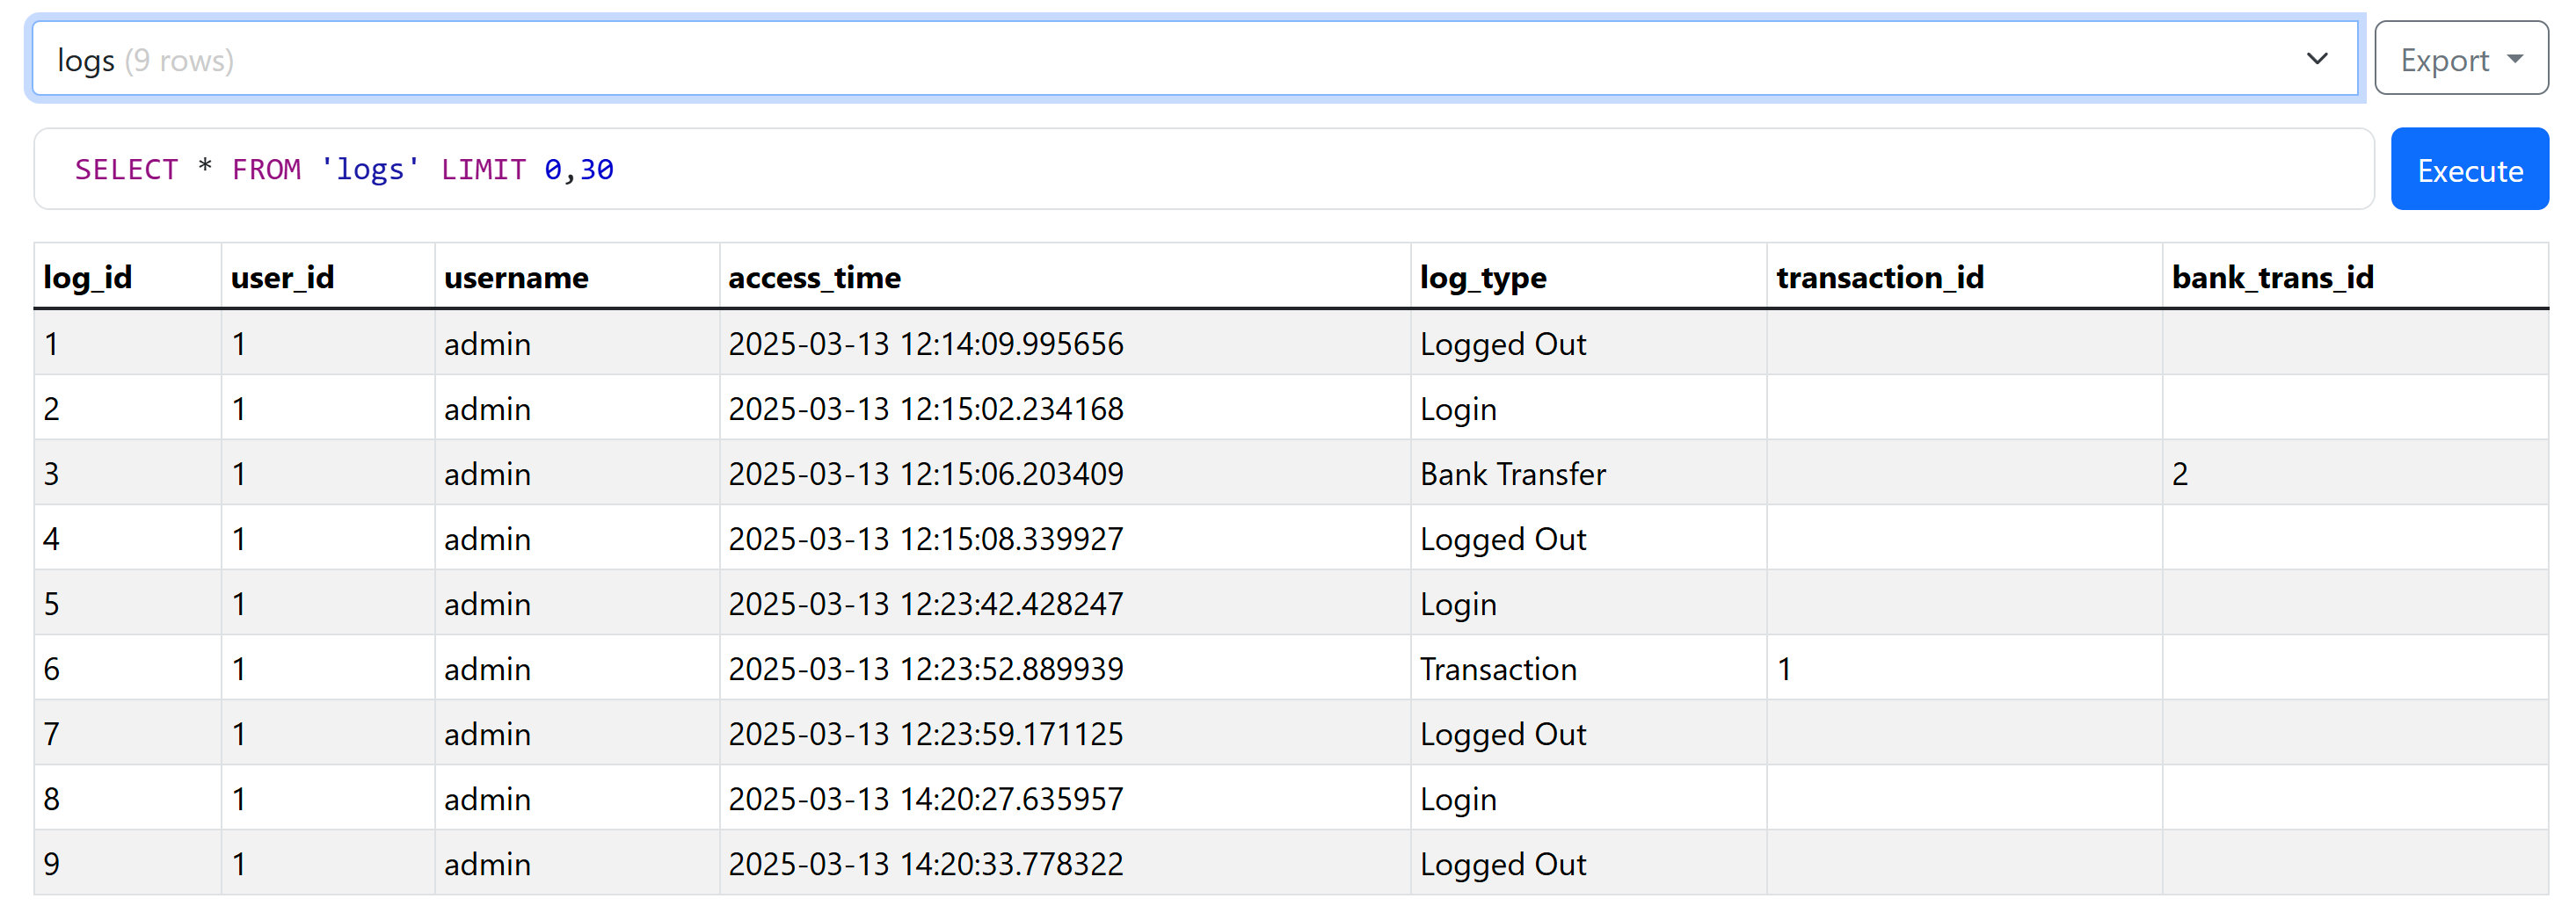 logs (9 rows) Export
SELECT * FROM 'logs' LIMIT 0,30 Execute
log_id user_id username access_time log_type transaction_id bank_trans_id
1 1 admin 2025-03-13 12:14:09.995656 Logged Out
2 1 admin 2025-03-13 12:15:02.234168 Login
3 1 admin 2025-03-13 12:15:06.203409 Bank Transfer 2
4 1 admin 2025-03-13 12:15:08.339927 Logged Out
5 1 admin 2025-03-13 12:23:42.428247 Login
6 1 admin 2025-03-13 12:23:52.889939 Transaction 1
7 1 admin 2025-03-13 12:23:59.171125 Logged Out
8 1 admin 2025-03-13 14:20:27.635957 Login
9 1 admin 2025-03-13 14:20:33.778322 Logged Out